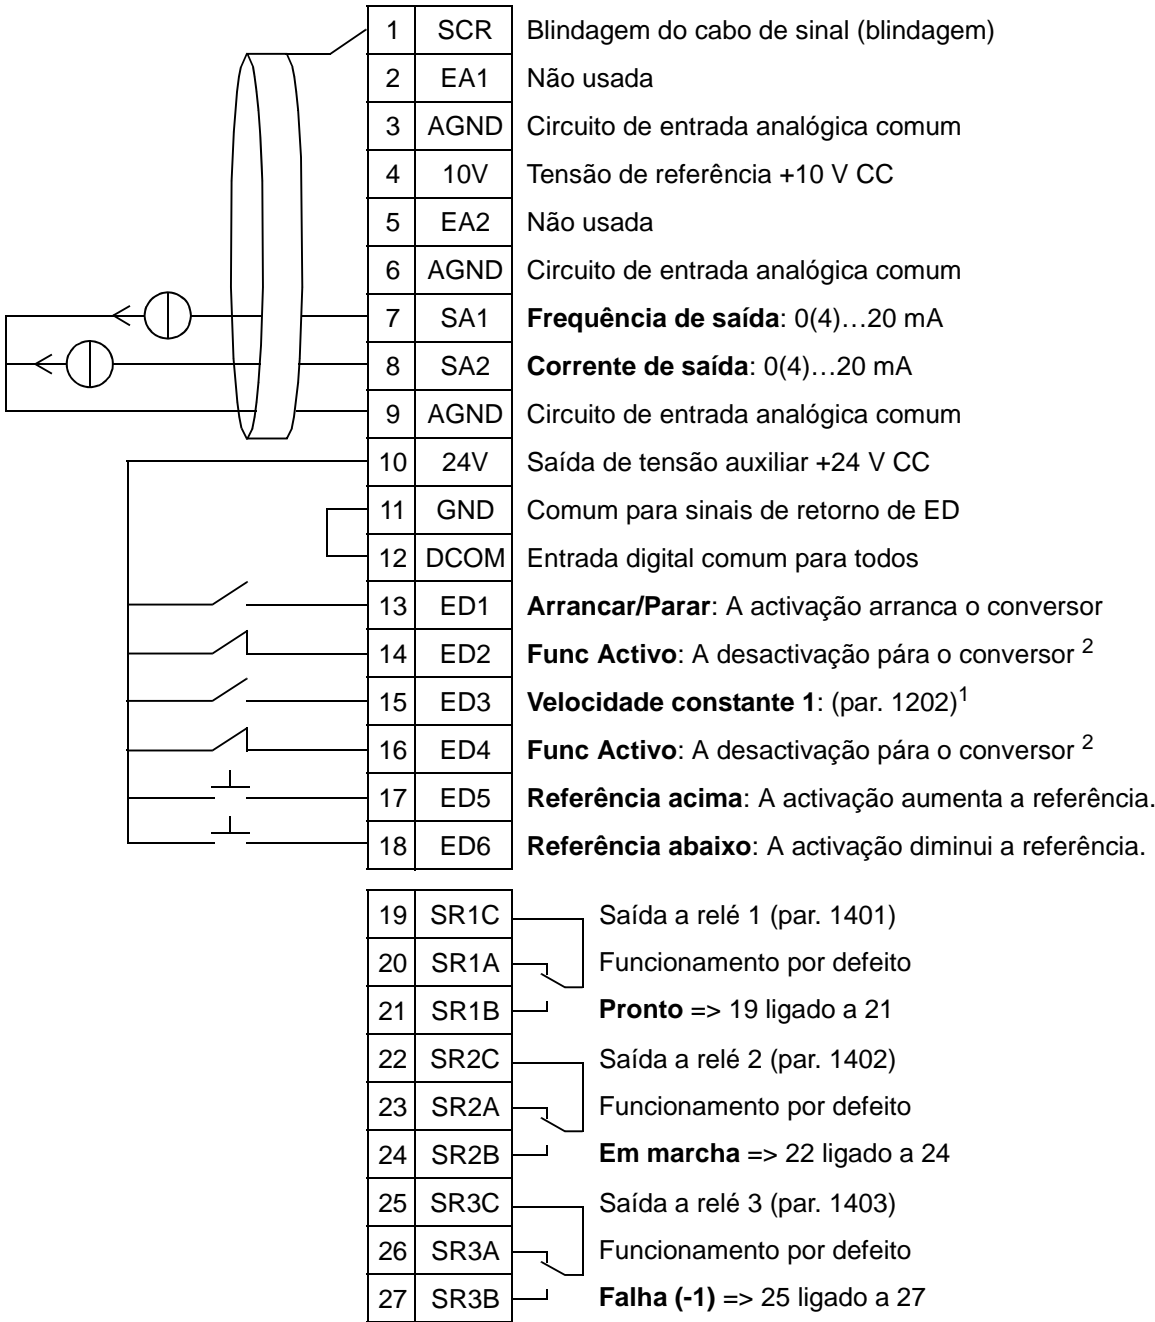 1 SCR Blindagem do cabo de sinal (blindagem)
2 EA1 Não usada
3 AGND Circuito de entrada analógica comum
4 10V Tensão de referência +10 V CC
5 EA2 Não usada
6 AGND Circuito de entrada analógica comum
7 SA1 Frequência de saída: 0(4)…20 mA
8 SA2 Corrente de saída: 0(4)…20 mA
9 AGND Circuito de entrada analógica comum
10 24V Saída de tensão auxiliar +24 V CC
11 GND Comum para sinais de retorno de ED
12 DCOM Entrada digital comum para todos
13 ED1 Arrancar/Parar: A activação arranca o conversor
14 ED2 Func Activo: A desactivação pára o conversor 2
15 ED3 Velocidade constante 1: (par. 1202)1
16 ED4 Func Activo: A desactivação pára o conversor 2
17 ED5 Referência acima: A activação aumenta a referência.
18 ED6 Referência abaixo: A activação diminui a referência.
19 SR1C Saída a relé 1 (par. 1401)
20 SR1A Funcionamento por defeito
21 SR1B Pronto => 19 ligado a 21
22 SR2C Saída a relé 2 (par. 1402)
23 SR2A Funcionamento por defeito
24 SR2B Em marcha => 22 ligado a 24
25 SR3C Saída a relé 3 (par. 1403)
26 SR3A Funcionamento por defeito
27 SR3B Falha (-1) => 25 ligado a 27